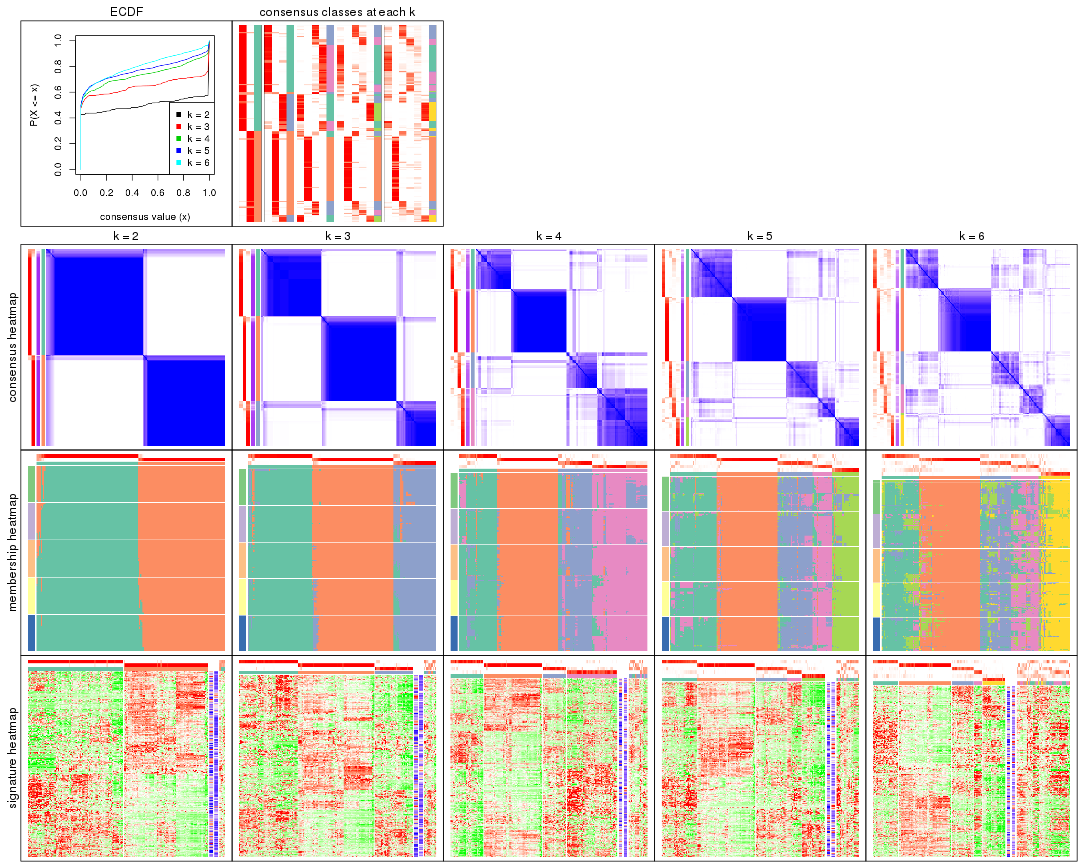 ECDF
consensus classes at each k
P(X <= x)
0.0 0.2 0.4 0.6 0.8 1.0
k = 2
k = 3
k = 4
k = 5
k = 6
0.0 0.2 0.4 0.6 0.8 1.0
consensus value (x)
k = 2 k = 3 k = 4 k = 5 k = 6
consensus heatmap
membership heatmap
signature heatmap